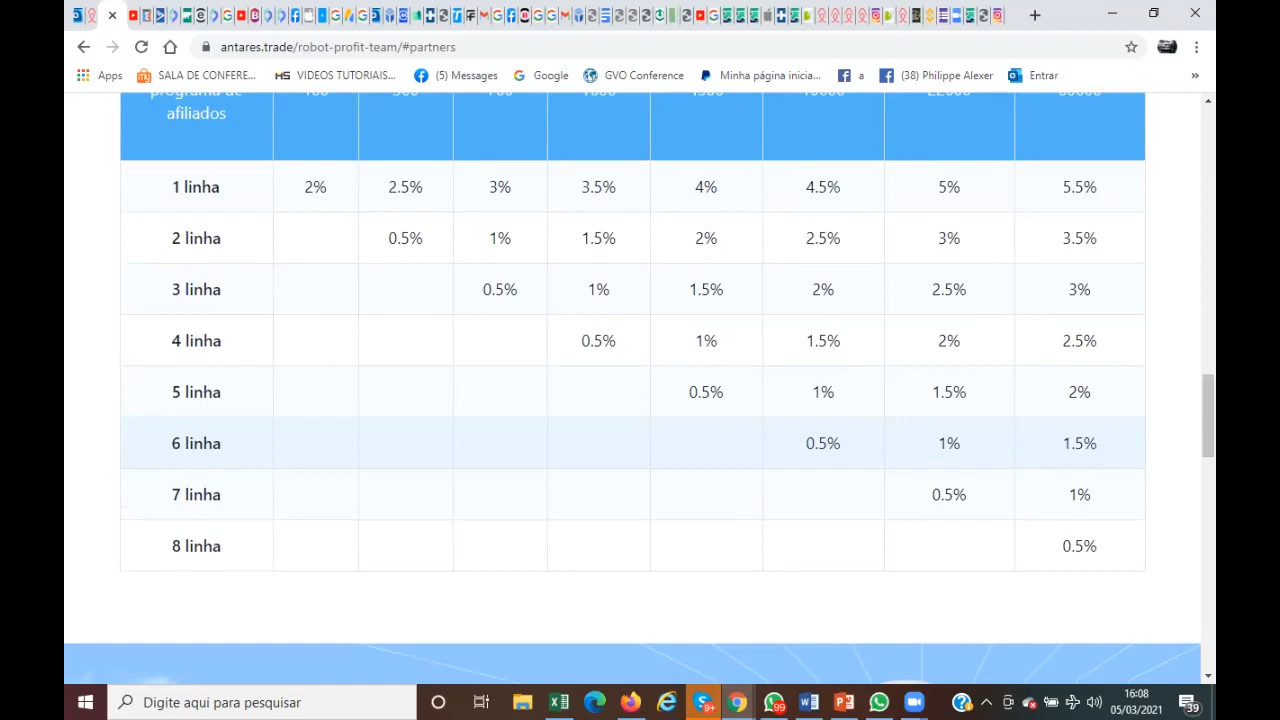 antares.trade/robot-profit-team/#partners
Apps SALA DE CONFERE... VIDEOS TUTORIAIS... (5) Messages Google GVO Conference Minha página inicia... a (38) Philippe Alexer Entrar »
programa de
afiliados
1 linha 2% 2.5% 3% 3.5% 4% 4.5% 5% 5.5%
2 linha 0.5% 1% 1.5% 2% 2.5% 3% 3.5%
3 linha 0.5% 1% 1.5% 2% 2.5% 3%
4 linha 0.5% 1% 1.5% 2% 2.5%
5 linha 0.5% 1% 1.5% 2%
6 linha 0.5% 1% 1.5%
7 linha 0.5% 1%
8 linha 0.5%
Digite aqui para pesquisar
16:08
05/03/2021
39